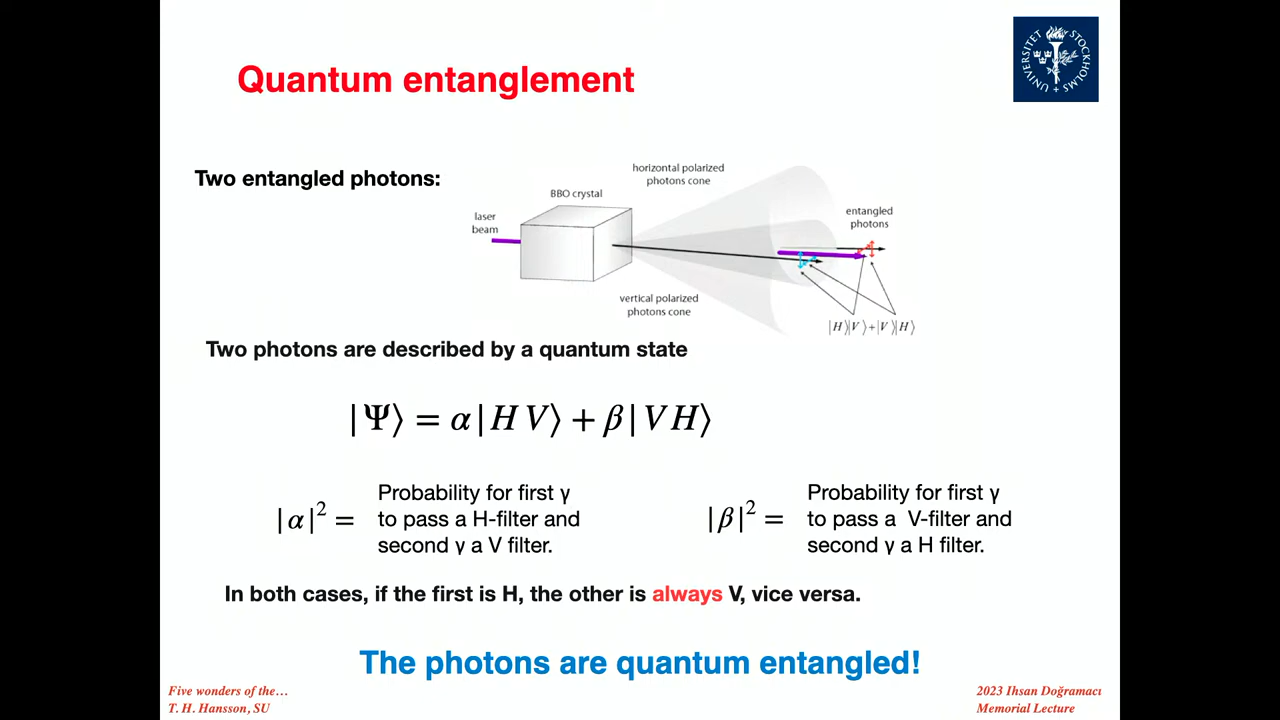 Quantum entanglement
UNIVERSITET STOCKHOLMS
Two entangled photons:
horizontal polarized
photons cone
BBO crystal
laser
beam
entangled
photons
vertical polarized
photons cone
|H⟩|V⟩+|V⟩|H⟩
Two photons are described by a quantum state
|Ψ⟩ = α|H V⟩ + β|V H⟩
|α|² =
Probability for first γ
to pass a H-filter and
second γ a V filter.
|β|² =
Probability for first γ
to pass a V-filter and
second γ a H filter.
In both cases, if the first is H, the other is always V, vice versa.
The photons are quantum entangled!
Five wonders of the…
T. H. Hansson, SU
2023 Ihsan Doğramacı
Memorial Lecture